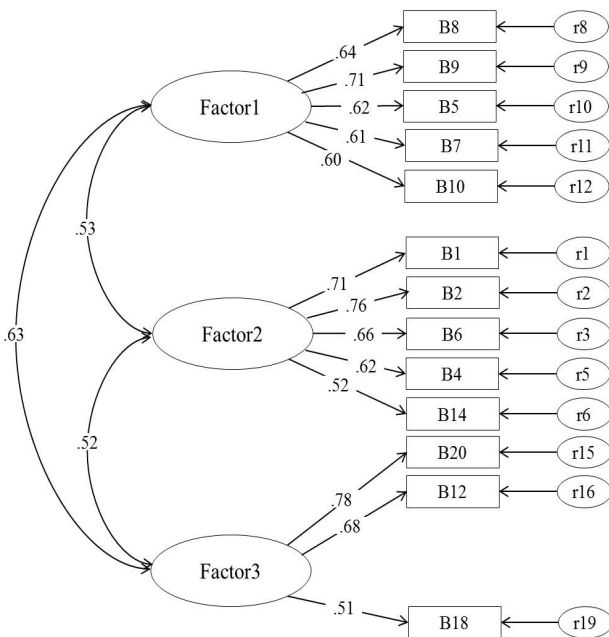 B8
r8
.64
B9
r9
.71
Factor1
.62
B5
r10
.61
B7
r11
.60
B10
r12
.53
B1
r1
.71
B2
r2
.76
Factor2
.66
B6
r3
.63
.62
B4
r5
.52
B14
r6
.52
B20
r15
.78
B12
r16
.68
Factor3
.51
B18
r19